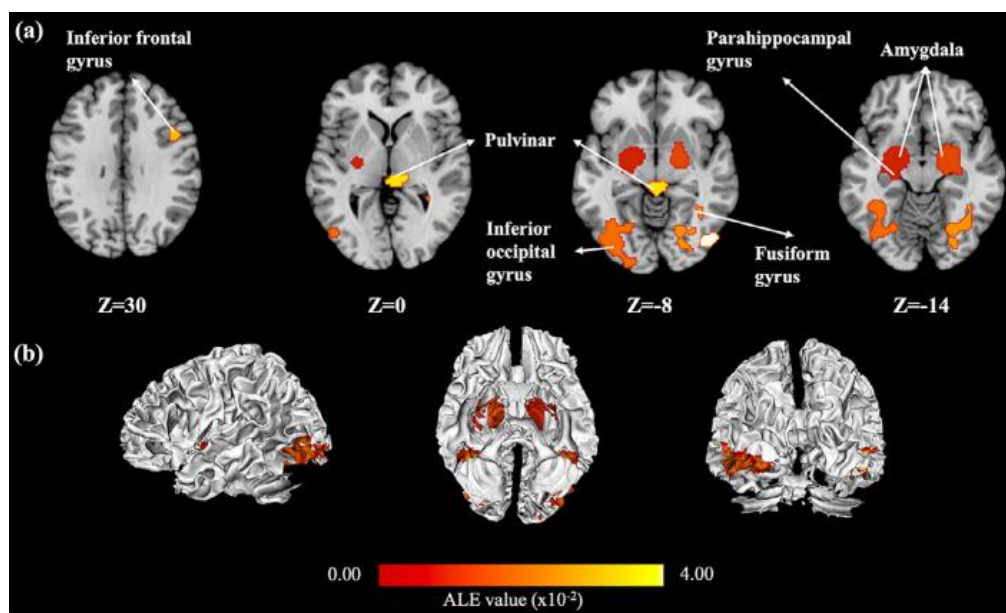 (a)
Inferior frontal
gyrus
Parahippocampal
gyrus
Amygdala
Pulvinar
Inferior
occipital
gyrus
Fusiform
gyrus
Z=30
Z=0
Z=-8
Z=-14
(b)
0.00
4.00
ALE value (x10⁻²)